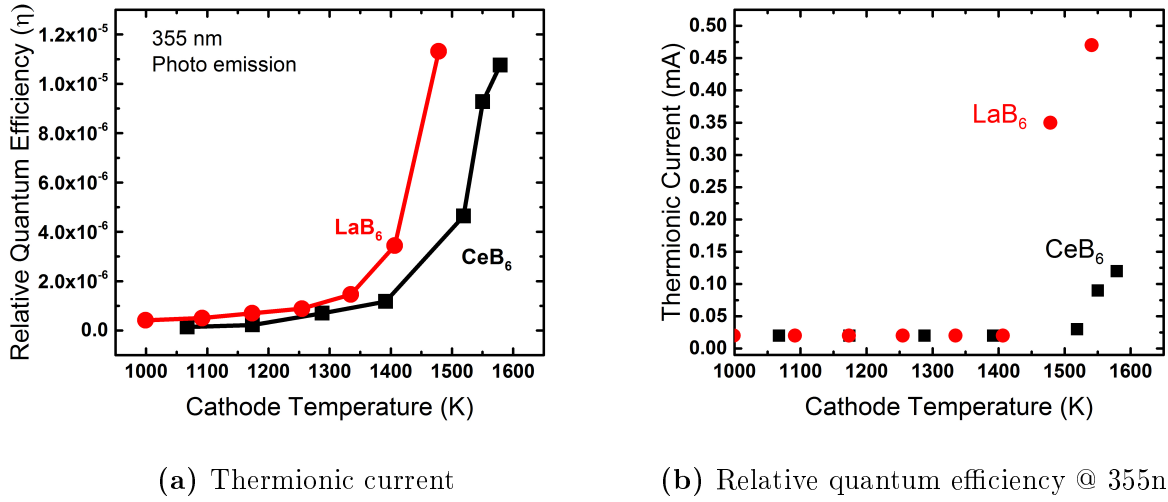 355 nm
Photo emission
LaB₆
CeB₆
Relative Quantum Efficiency (η)
1.2x10⁻⁵
1.0x10⁻⁵
8.0x10⁻⁶
6.0x10⁻⁶
4.0x10⁻⁶
2.0x10⁻⁶
0.0
1000 1100 1200 1300 1400 1500 1600
Cathode Temperature (K)
(a) Thermionic current
LaB₆
CeB₆
Thermionic Current (mA)
0.50
0.45
0.40
0.35
0.30
0.25
0.20
0.15
0.10
0.05
0.00
1000 1100 1200 1300 1400 1500 1600
Cathode Temperature (K)
(b) Relative quantum efficiency @ 355n